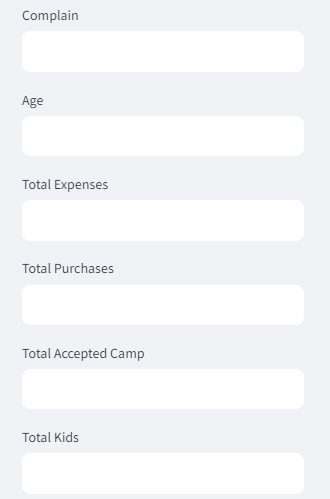 Complain
Age
Total Expenses
Total Purchases
Total Accepted Camp
Total Kids